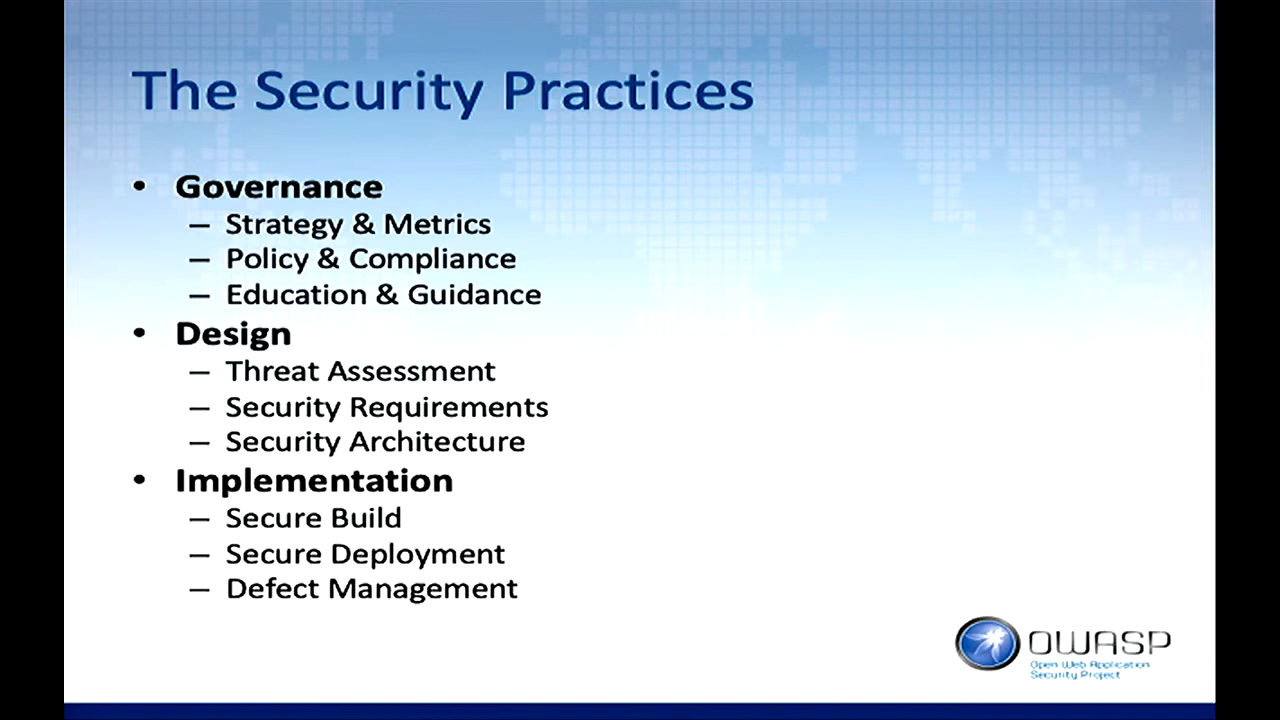 The Security Practices
• Governance
– Strategy & Metrics
– Policy & Compliance
– Education & Guidance
• Design
– Threat Assessment
– Security Requirements
– Security Architecture
• Implementation
– Secure Build
– Secure Deployment
– Defect Management
OWASP
Open Web Application
Security Project